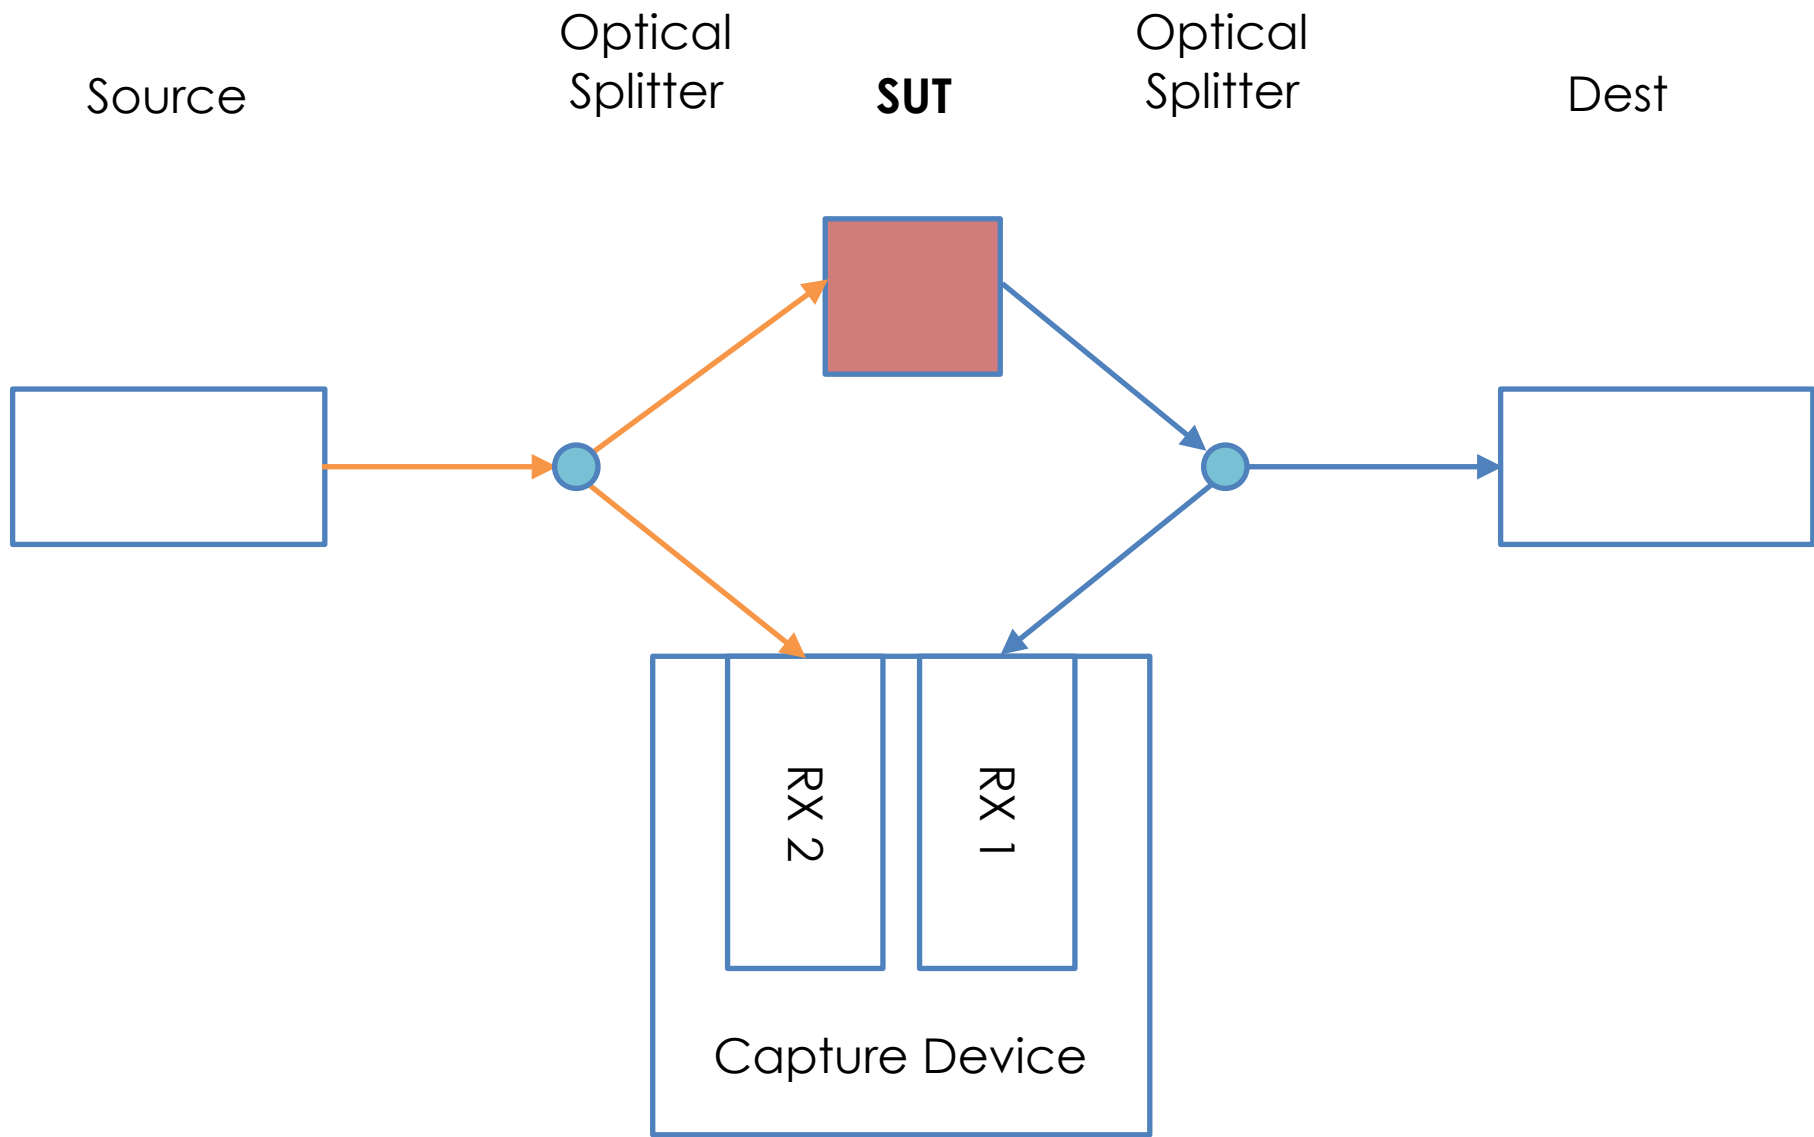 Source
Optical
Splitter
SUT
Optical
Splitter
Dest
RX 2
RX 1
Capture Device